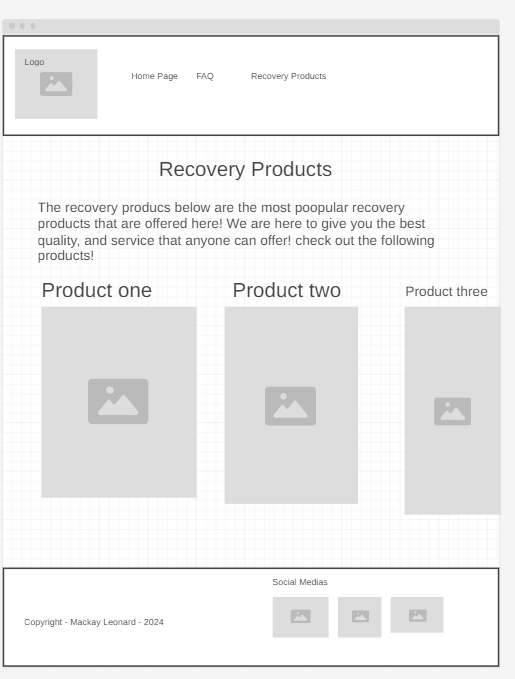 Logo
Home Page FAQ Recovery Products
Recovery Products
The recovery producs below are the most poopular recovery
products that are offered here! We are here to give you the best
quality, and service that anyone can offer! check out the following
products!
Product one Product two Product three
Social Medias
Copyright - Mackay Leonard - 2024